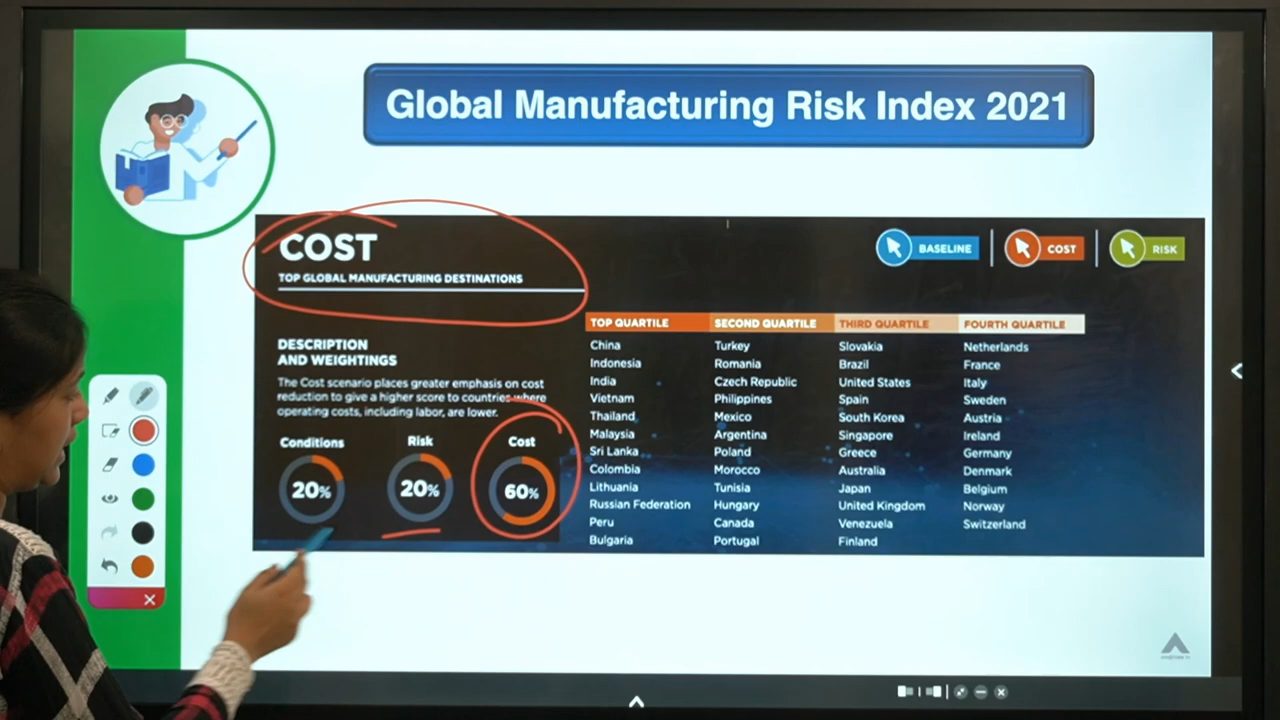 Global Manufacturing Risk Index 2021
COST
TOP GLOBAL MANUFACTURING DESTINATIONS
BASELINE
COST
RISK
DESCRIPTION
AND WEIGHTINGS
The Cost scenario places greater emphasis on cost
reduction to give a higher score to countries where
operating costs, including labor, are lower.
Conditions Risk Cost
20% 20% 60%
TOP QUARTILE SECOND QUARTILE THIRD QUARTILE FOURTH QUARTILE
China Turkey Slovakia Netherlands
Indonesia Romania Brazil France
India Czech Republic United States Italy
Vietnam Philippines Spain Sweden
Thailand Mexico South Korea Austria
Malaysia Argentina Singapore Ireland
Sri Lanka Poland Greece Germany
Colombia Morocco Australia Denmark
Lithuania Tunisia Japan Belgium
Russian Federation Hungary United Kingdom Norway
Peru Canada Venezuela Switzerland
Bulgaria Portugal Finland